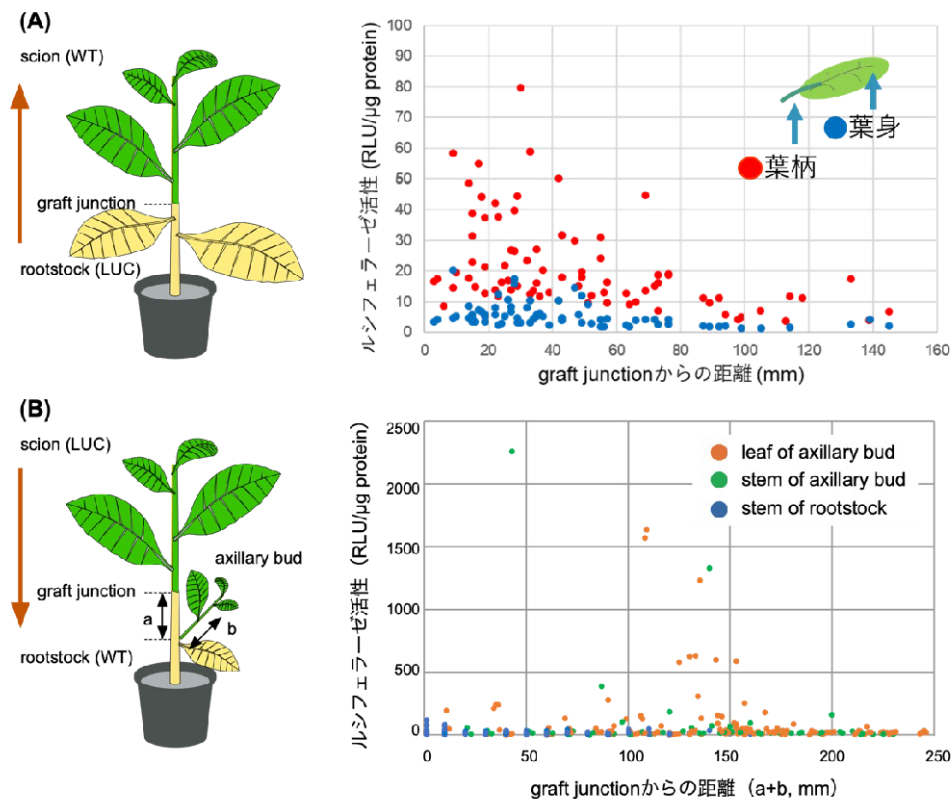 (A)
scion (WT)
graft junction
rootstock (LUC)
ルシフェラーゼ活性 (RLU/μg protein)
100
90
80
70
60
50
40
30
20
10
0
葉身
葉柄
0 20 40 60 80 100 120 140 160
graft junctionからの距離 (mm)
(B)
scion (LUC)
axillary bud
graft junction
a
b
rootstock (WT)
ルシフェラーゼ活性（RLU/μg protein）
2500
2000
1500
1000
500
0
leaf of axillary bud
stem of axillary bud
stem of rootstock
0 50 100 150 200 250
graft junctionからの距離（a+b, mm）